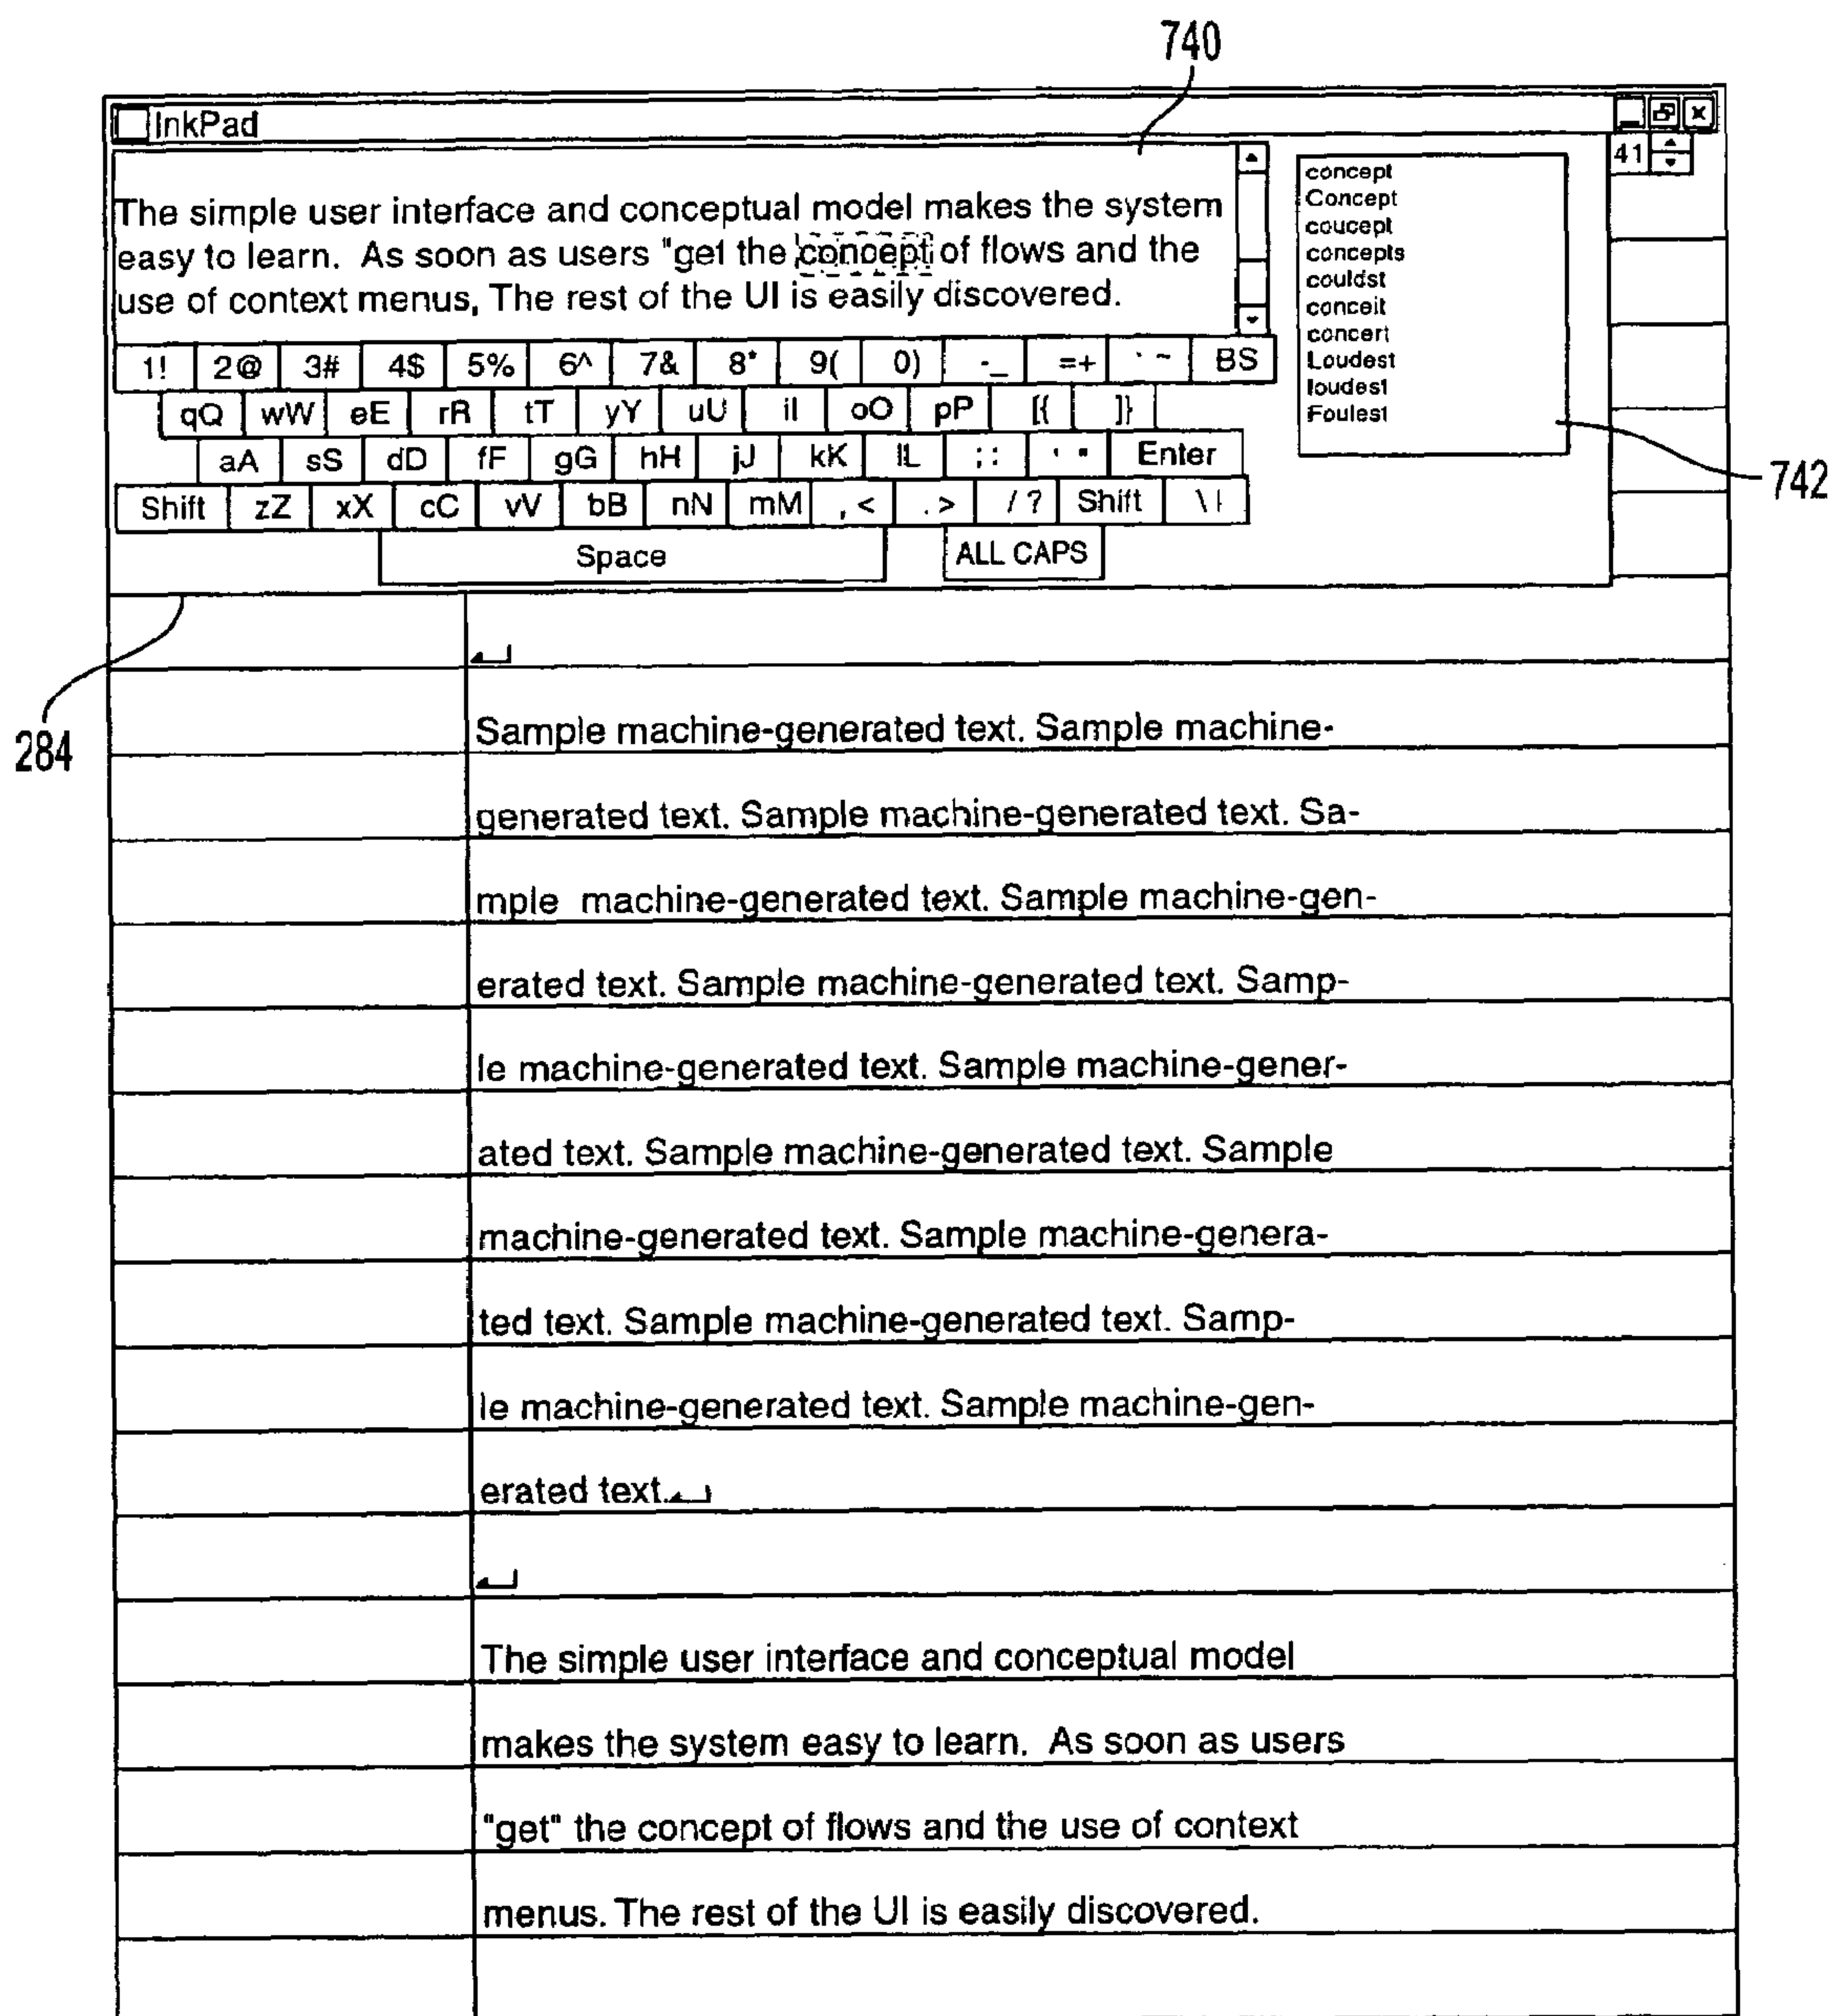 740
InkPad
41
The simple user interface and conceptual model makes the system
easy to learn. As soon as users "get the concept of flows and the
use of context menus, The rest of the UI is easily discovered.
concept
Concept
coucept
concepts
couldst
conceit
concert
Loudest
loudest
Foulest
742
1! 2@ 3# 4$ 5% 6^ 7& 8* 9( 0) -_ =+ `~ BS
qQ wW eE rR tT yY uU iI oO pP [{ ]}
aA sS dD fF gG hH jJ kK lL ;: '" Enter
Shift zZ xX cC vV bB nN mM ,< .> /? Shift \|
Space ALL CAPS
284
Sample machine-generated text. Sample machine-
generated text. Sample machine-generated text. Sa-
mple machine-generated text. Sample machine-gen-
erated text. Sample machine-generated text. Samp-
le machine-generated text. Sample machine-gener-
ated text. Sample machine-generated text. Sample
machine-generated text. Sample machine-genera-
ted text. Sample machine-generated text. Samp-
le machine-generated text. Sample machine-gen-
erated text.
The simple user interface and conceptual model
makes the system easy to learn. As soon as users
"get" the concept of flows and the use of context
menus. The rest of the UI is easily discovered.